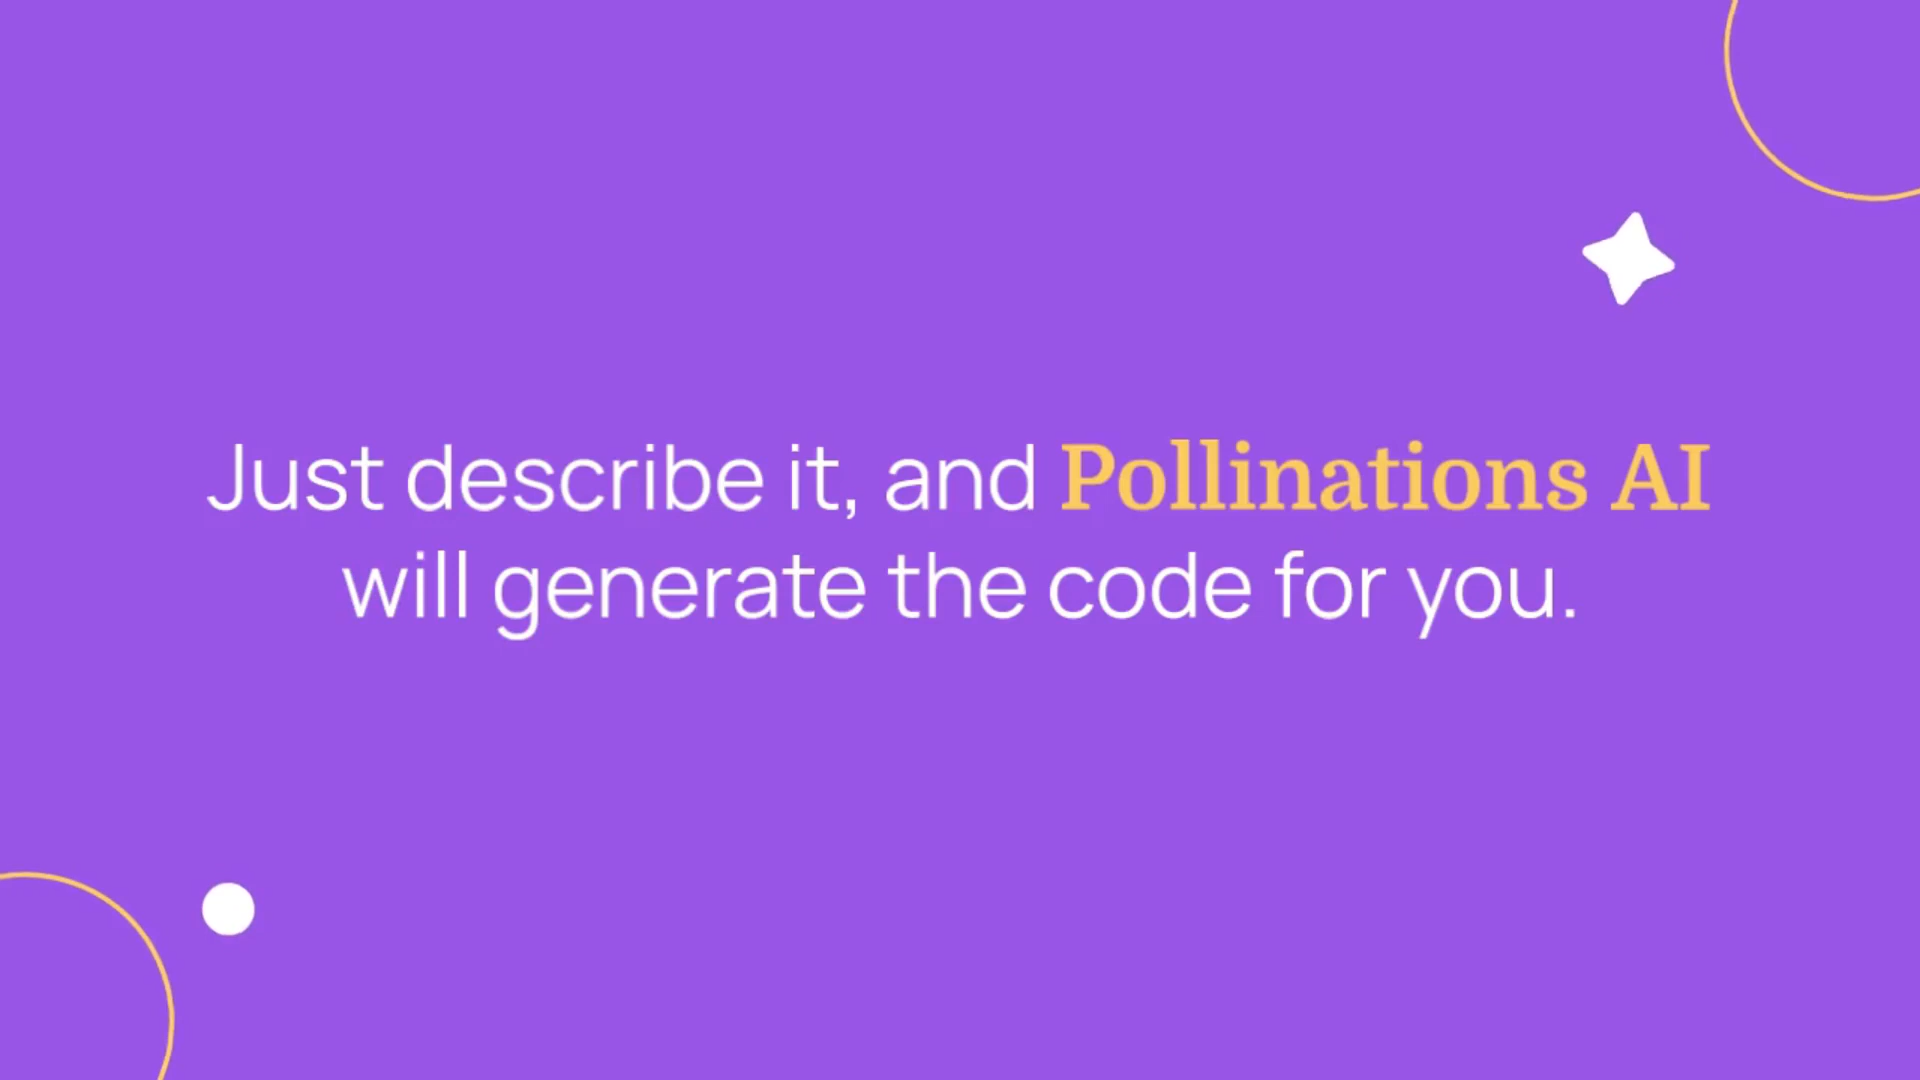 Just describe it, and Pollinations AI
will generate the code for you.